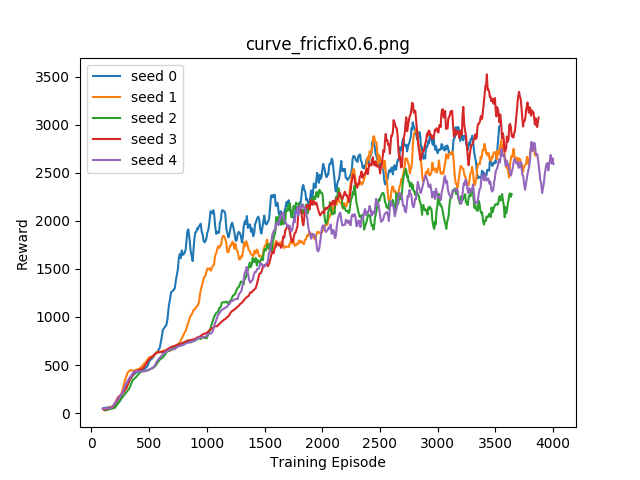 curve_fricfix0.6.png
seed 0
seed 1
seed 2
seed 3
seed 4
Reward
3500
3000
2500
2000
1500
1000
500
0
0 500 1000 1500 2000 2500 3000 3500 4000
Training Episode